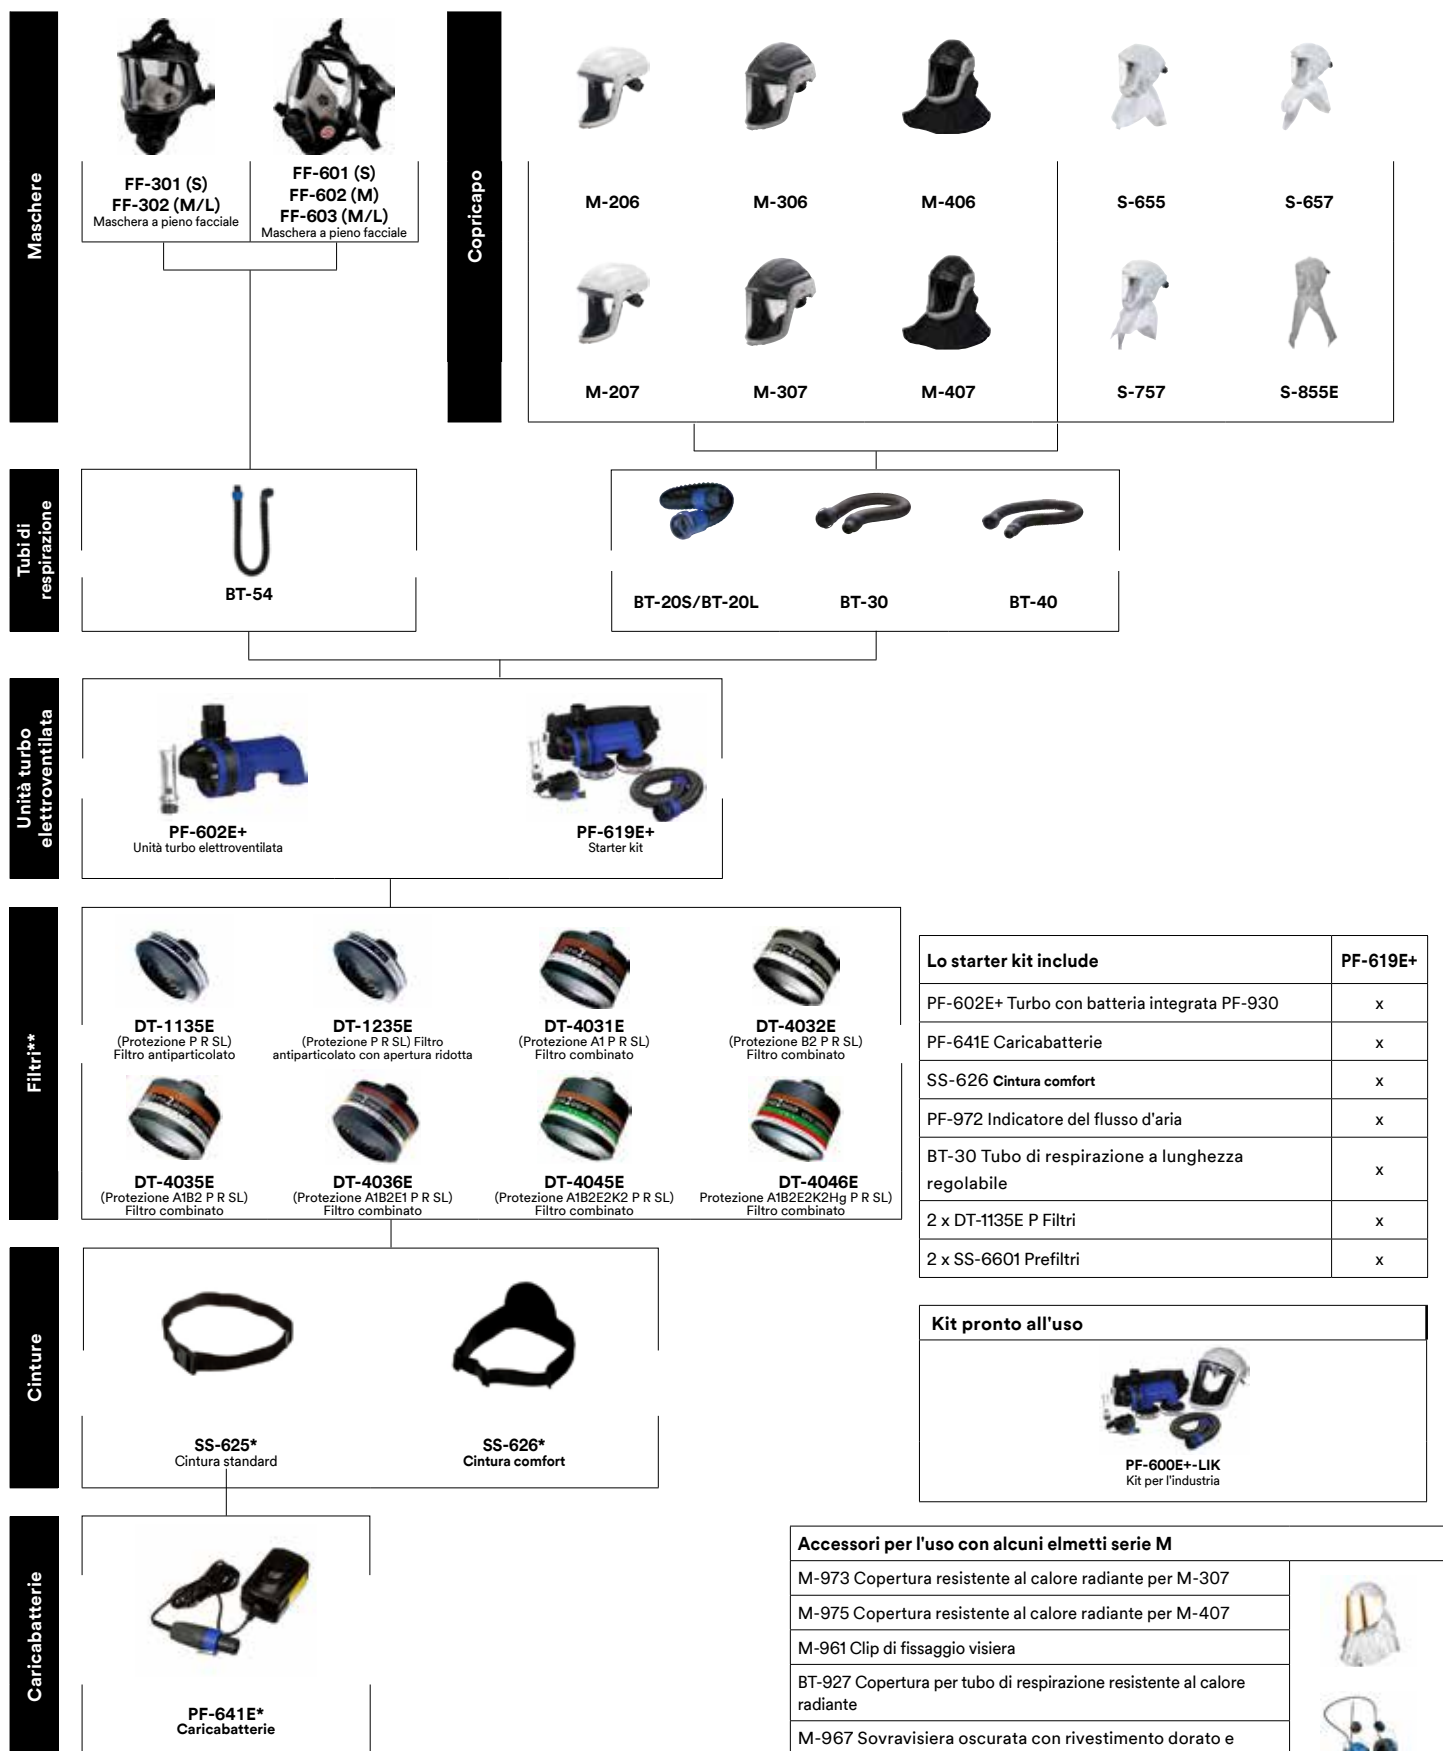 Maschere
FF-301 (S)
FF-302 (M/L)
Maschera a pieno facciale
FF-601 (S)
FF-602 (M)
FF-603 (M/L)
Maschera a pieno facciale
Copricapo
M-206
M-306
M-406
S-655
S-657
M-207
M-307
M-407
S-757
S-855E
Tubi di
respirazione
BT-54
BT-20S/BT-20L
BT-30
BT-40
Unità turbo
elettroventilata
PF-602E+
Unità turbo elettroventilata
PF-619E+
Starter kit
Filtri**
DT-1135E
(Protezione P R SL)
Filtro antiparticolato
DT-1235E
(Protezione P R SL) Filtro
antiparticolato con apertura ridotta
DT-4031E
(Protezione A1 P R SL)
Filtro combinato
DT-4032E
(Protezione B2 P R SL)
Filtro combinato
DT-4035E
(Protezione A1B2 P R SL)
Filtro combinato
DT-4036E
(Protezione A1B2E1 P R SL)
Filtro combinato
DT-4045E
(Protezione A1B2E2K2 P R SL)
Filtro combinato
DT-4046E
Protezione A1B2E2K2Hg P R SL)
Filtro combinato
Lo starter kit include PF-619E+
PF-602E+ Turbo con batteria integrata PF-930 x
PF-641E Caricabatterie x
SS-626 Cintura comfort x
PF-972 Indicatore del flusso d'aria x
BT-30 Tubo di respirazione a lunghezza
regolabile x
2 x DT-1135E P Filtri x
2 x SS-6601 Prefiltri x
Cinture
SS-625*
Cintura standard
SS-626*
Cintura comfort
Kit pronto all'uso
PF-600E+-LIK
Kit per l'industria
Caricabatterie
PF-641E*
Caricabatterie
Accessori per l'uso con alcuni elmetti serie M
M-973 Copertura resistente al calore radiante per M-307
M-975 Copertura resistente al calore radiante per M-407
M-961 Clip di fissaggio visiera
BT-927 Copertura per tubo di respirazione resistente al calore
radiante
M-967 Sovravisiera oscurata con rivestimento dorato e